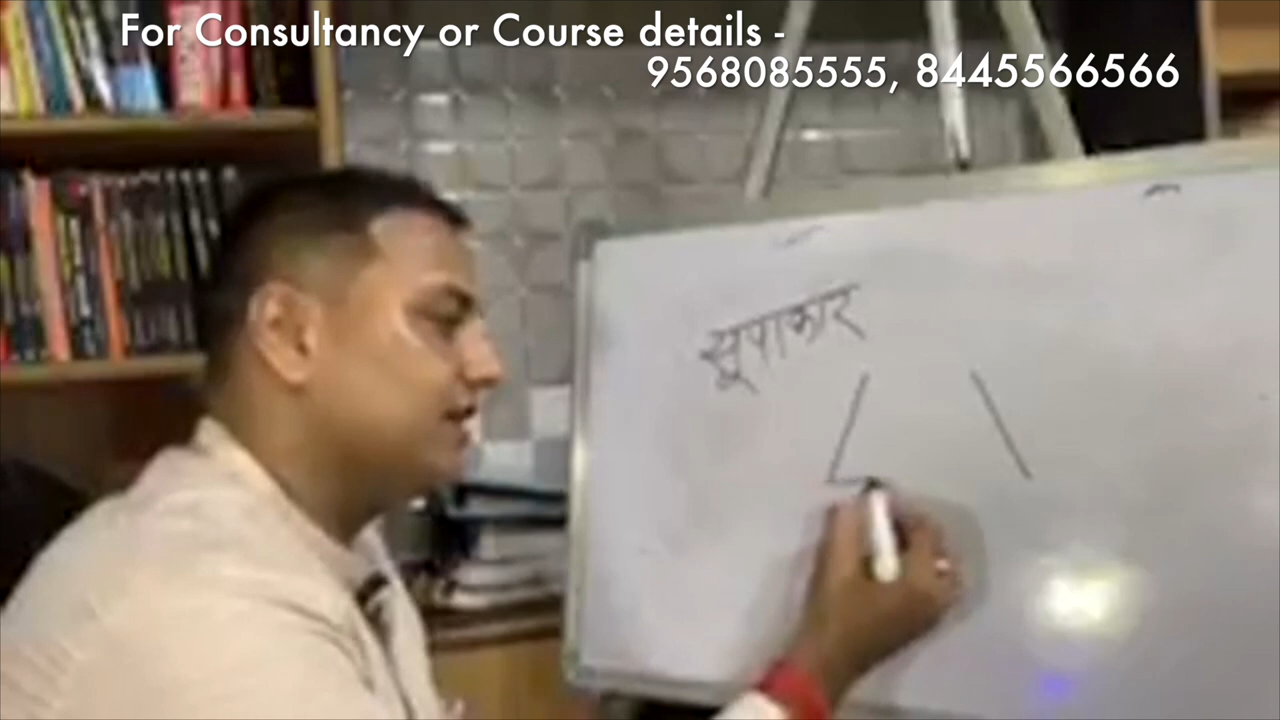 For Consultancy or Course details -
9568085555, 8445566566
सूपाकार